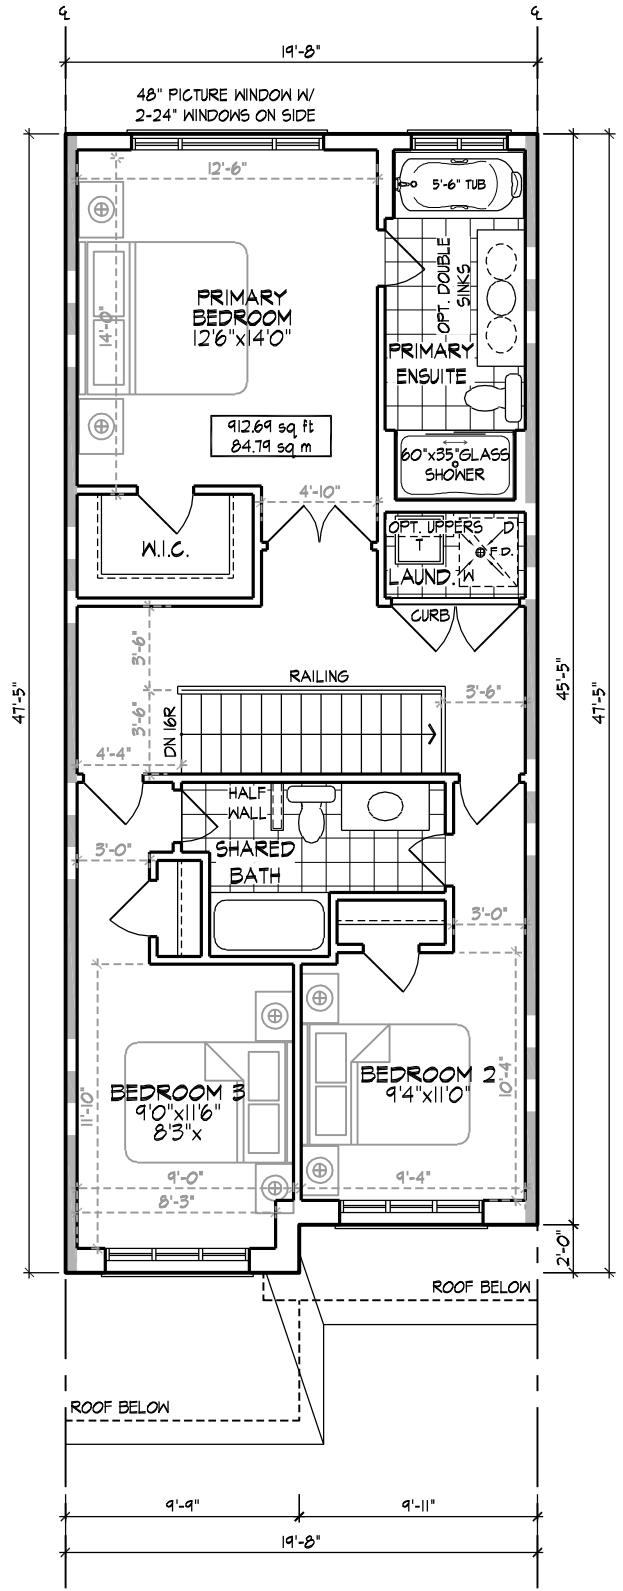 ℄ ℄
19'-8"
48" PICTURE WINDOW W/
2-24" WINDOWS ON SIDE
12'-6"
5'-6" TUB
OPT. DOUBLE
SINKS
14'-0"
PRIMARY
BEDROOM
12'6"x14'0"
PRIMARY
ENSUITE
912.69 sq ft
84.79 sq m
60"x35"GLASS
SHOWER
4'-10"
W.I.C.
OPT. UPPERS D
T
F.D.
LAUND. W
CURB
3'-6"
RAILING
47'-5"
45'-5"
47'-5"
3'-6"
3'-6"
DN 16R
4'-4"
HALF
WALL
SHARED
BATH
3'-0"
3'-0"
BEDROOM 3
9'0"x11'6"
8'3"x
11'-10"
BEDROOM 2
9'4"x11'0"
10'-4"
9'-0"
9'-4"
8'-3"
2'-0"
ROOF BELOW
ROOF BELOW
9'-9"
9'-11"
19'-8"